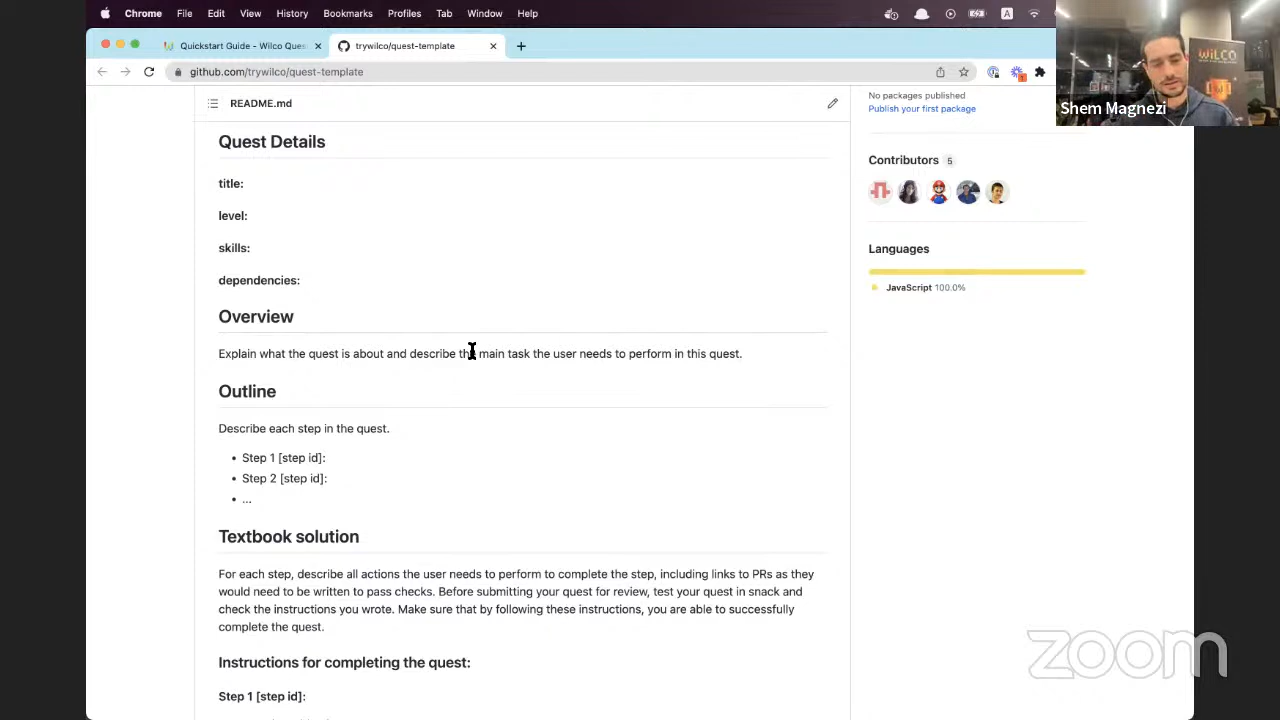 Chrome File Edit View History Bookmarks Profiles Tab Window Help
Quickstart Guide - Wilco Ques
trywilco/quest-template
github.com/trywilco/quest-template
WiLCO
Shem Magnezi
README.md
Quest Details
title:
level:
skills:
dependencies:
Overview
Explain what the quest is about and describe the main task the user needs to perform in this quest.
Outline
Describe each step in the quest.
• Step 1 [step id]:
• Step 2 [step id]:
• ...
Textbook solution
For each step, describe all actions the user needs to perform to complete the step, including links to PRs as they
would need to be written to pass checks. Before submitting your quest for review, test your quest in snack and
check the instructions you wrote. Make sure that by following these instructions, you are able to successfully
complete the quest.
Instructions for completing the quest:
Step 1 [step id]:
No packages published
Publish your first package
Contributors 5
Languages
JavaScript 100.0%
zoom